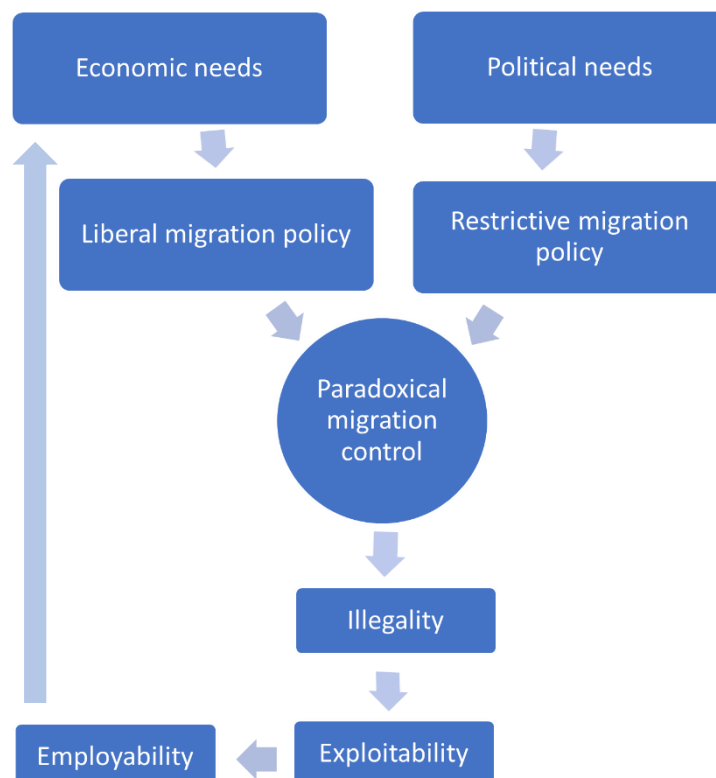 Economic needs
Political needs
Liberal migration policy
Restrictive migration
policy
Paradoxical
migration
control
Illegality
Employability
Exploitability